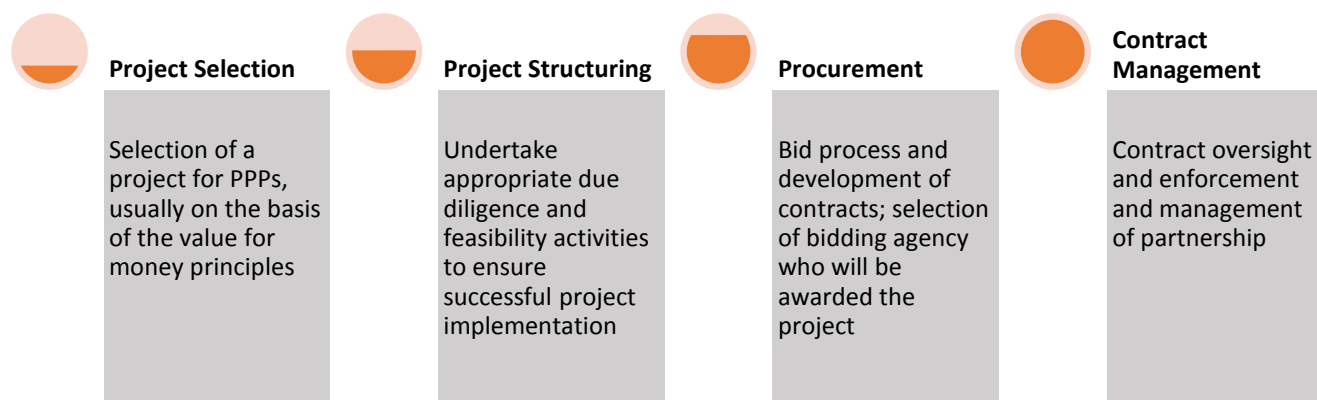 Project Selection
Selection of a
project for PPPs,
usually on the basis
of the value for
money principles
Project Structuring
Undertake
appropriate due
diligence and
feasibility activities
to ensure
successful project
implementation
Procurement
Bid process and
development of
contracts; selection
of bidding agency
who will be
awarded the
project
Contract
Management
Contract oversight
and enforcement
and management
of partnership